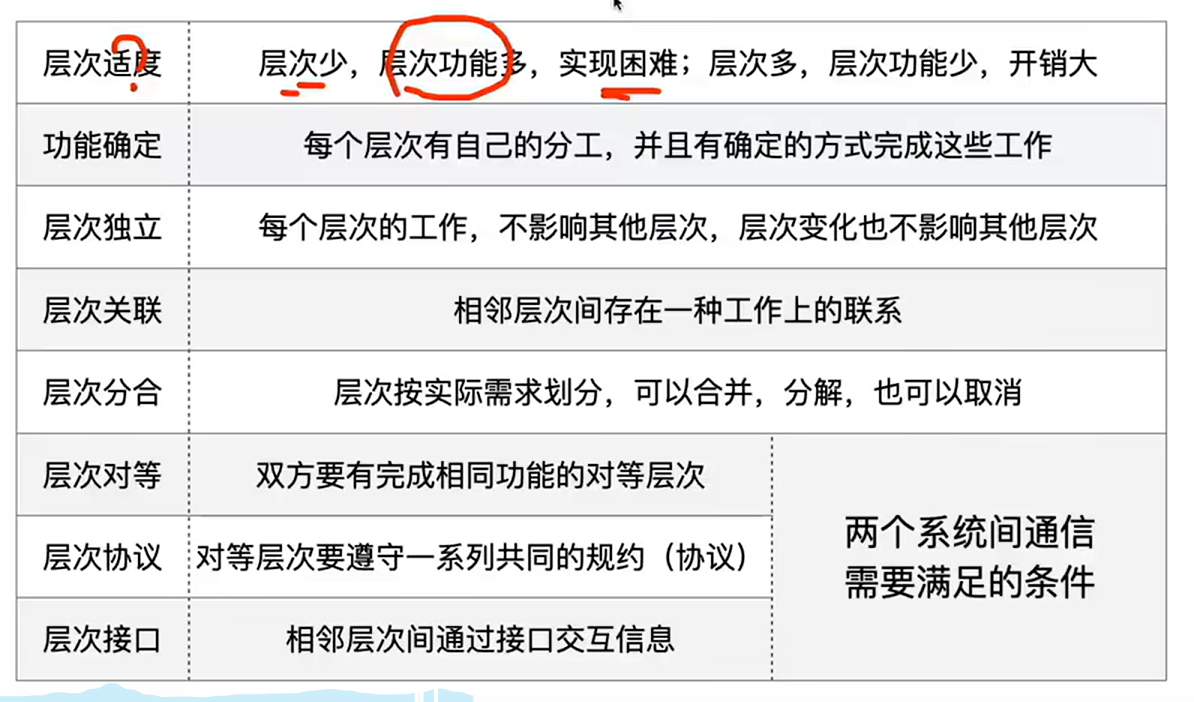 层次适度
层次少，层次功能多，实现困难；层次多，层次功能少，开销大
功能确定
每个层次有自己的分工，并且有确定的方式完成这些工作
层次独立
每个层次的工作，不影响其他层次，层次变化也不影响其他层次
层次关联
相邻层次间存在一种工作上的联系
层次分合
层次按实际需求划分，可以合并，分解，也可以取消
层次对等
双方要有完成相同功能的对等层次
层次协议
对等层次要遵守一系列共同的规约（协议）
层次接口
相邻层次间通过接口交互信息
两个系统间通信
需要满足的条件
?